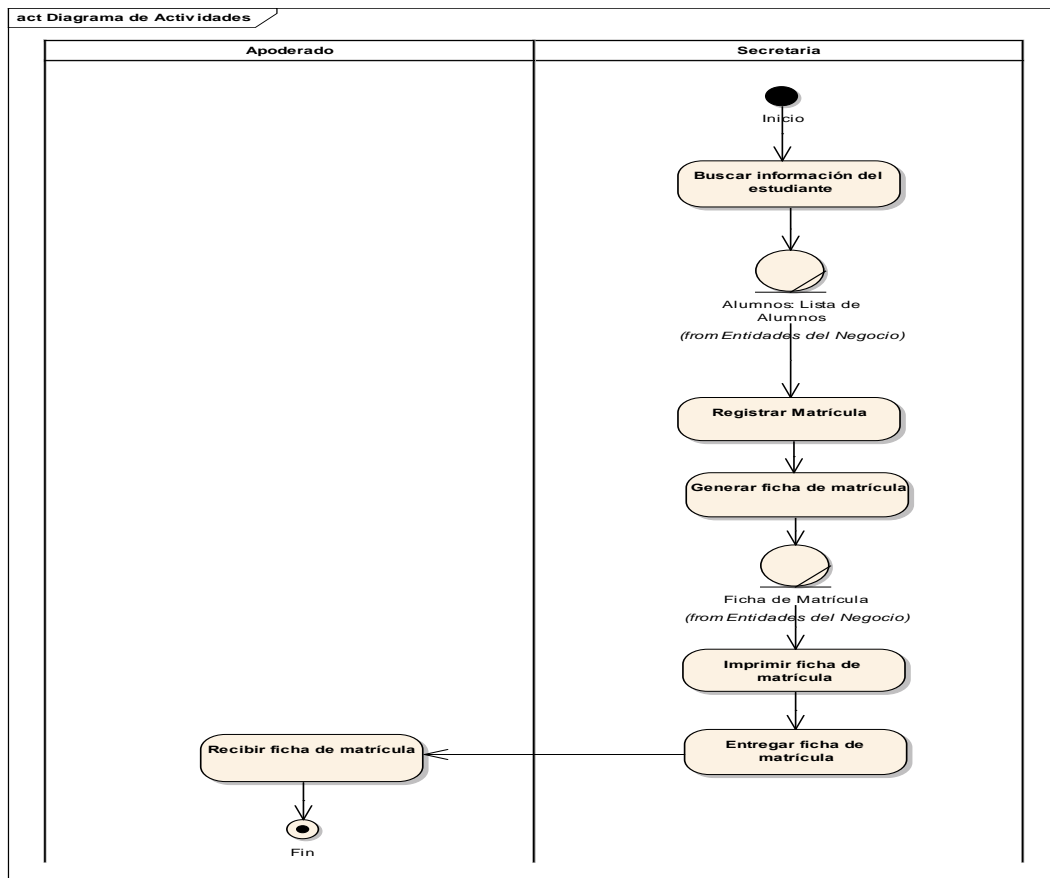 act Diagrama de Actividades
Apoderado
Secretaria
Inicio
Buscar información del
estudiante
Alumnos: Lista de
Alumnos
(from Entidades del Negocio)
Registrar Matrícula
Generar ficha de matrícula
Ficha de Matrícula
(from Entidades del Negocio)
Imprimir ficha de
matrícula
Recibir ficha de matrícula
Entregar ficha de
matrícula
Fin